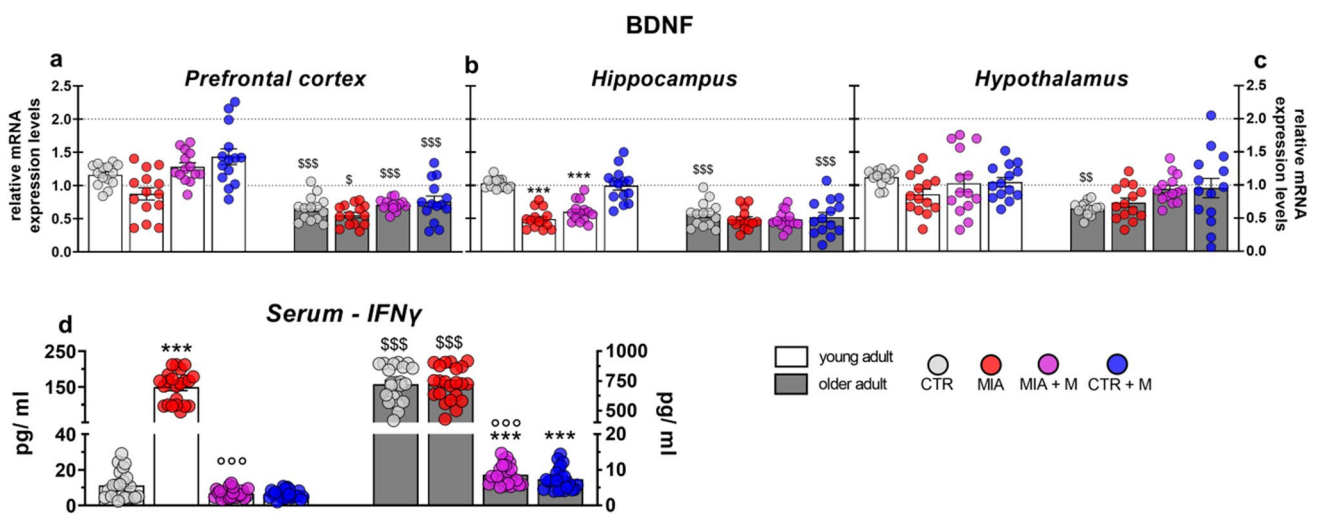 BDNF
a
Prefrontal cortex
b
Hippocampus
Hypothalamus
c
relative mRNA
expression levels
2.5
2.0
1.5
1.0
0.5
0.0
$$$
$
$$$
$$$
***
***
$$$
$$$
$$
2.5
2.0
1.5
1.0
0.5
0.0
relative mRNA
expression levels
d
Serum - IFNγ
pg/ ml
250
150
40
20
0
***
°°°
$$$
$$$
°°°
***
***
1000
750
500
20
10
0
pg/ ml
young adult
older adult
CTR
MIA
MIA + M
CTR + M